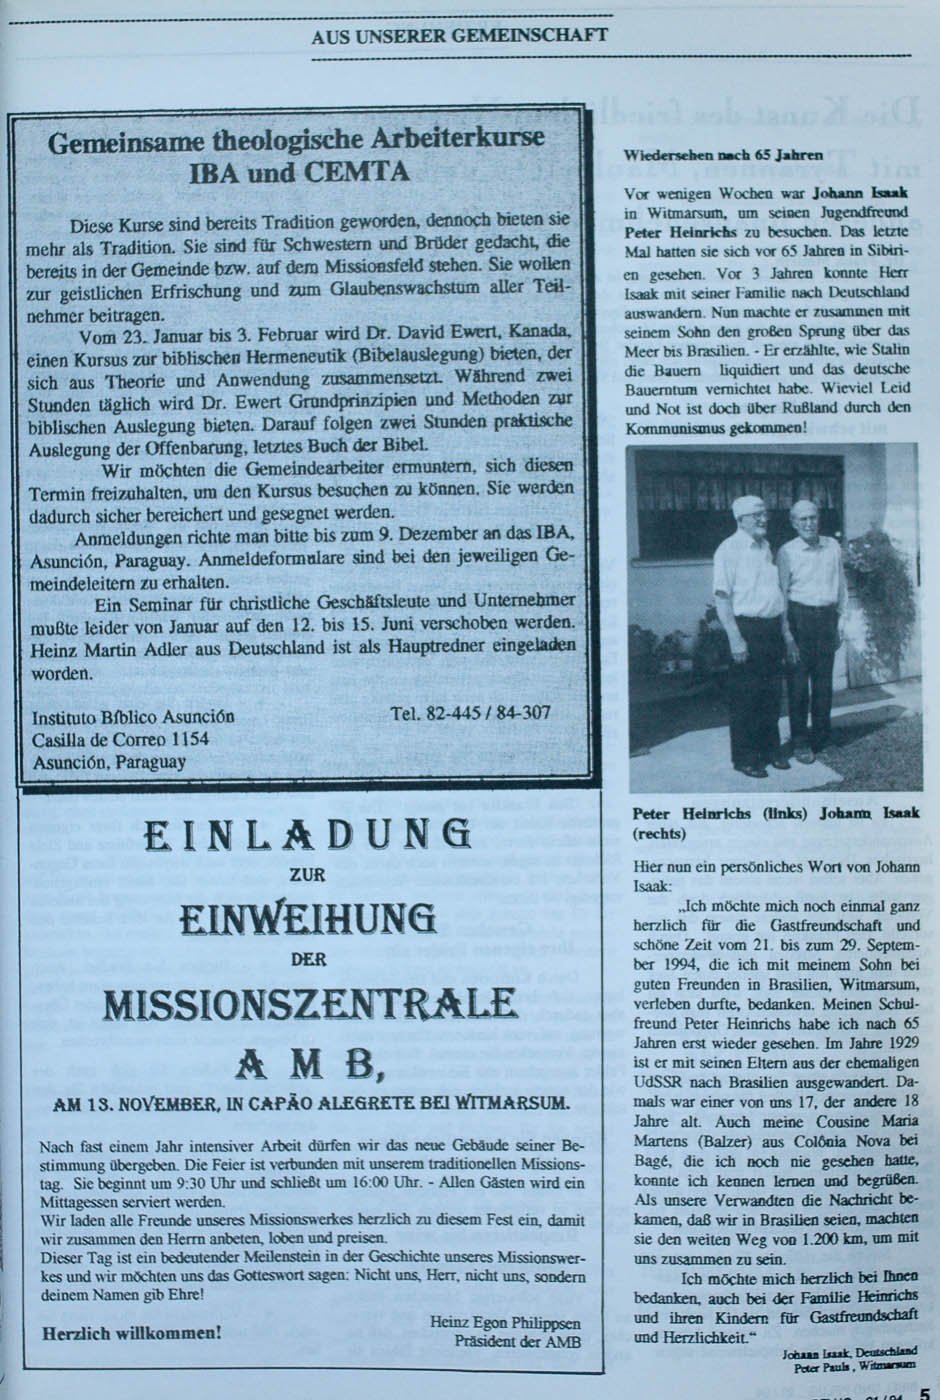 AUS UNSERER GEMEINSCHAFT
Gemeinsame theologische Arbeiterkurse
IBA und CEMTA
Diese Kurse sind bereits Tradition geworden, dennoch bieten sie
mehr als Tradition. Sie sind für Schwestern und Brüder gedacht, die
bereits in der Gemeinde bzw. auf dem Missionsfeld stehen. Sie wollen
zur geistlichen Erfrischung und zum Glaubenswachstum aller Teil-
nehmer beitragen.
Vom 23. Januar bis 3. Februar wird Dr. David Ewert, Kanada,
einen Kursus zur biblischen Hermeneutik (Bibelauslegung) bieten, der
sich aus Theorie und Anwendung zusammensetzt. Während zwei
Stunden täglich wird Dr. Ewert Grundprinzipien und Methoden zur
biblischen Auslegung bieten. Darauf folgen zwei Stunden praktische
Auslegung der Offenbarung, letztes Buch der Bibel.
Wir möchten die Gemeindearbeiter ermuntern, sich diesen
Termin freizuhalten, um den Kursus besuchen zu können. Sie werden
dadurch sicher bereichert und gesegnet werden.
Anmeldungen richte man bitte bis zum 9. Dezember an das IBA,
Asunción, Paraguay. Anmeldeformulare sind bei den jeweiligen Ge-
meindeleitern zu erhalten.
Ein Seminar für christliche Geschäftsleute und Unternehmer
mußte leider von Januar auf den 12. bis 15. Juni verschoben werden.
Heinz Martin Adler aus Deutschland ist als Hauptredner eingeladen
worden.
Instituto Bíblico Asunción Tel. 82-445 / 84-307
Casilla de Correo 1154
Asunción, Paraguay
EINLADUNG
ZUR
EINWEIHUNG
DER
MISSIONSZENTRALE
A M B,
AM 13. NOVEMBER, IN CAPÃO ALEGRETE BEI WITMARSUM.
Nach fast einem Jahr intensiver Arbeit dürfen wir das neue Gebäude seiner Be-
stimmung übergeben. Die Feier ist verbunden mit unserem traditionellen Missions-
tag. Sie beginnt um 9:30 Uhr und schließt um 16:00 Uhr. - Allen Gästen wird ein
Mittagessen serviert werden.
Wir laden alle Freunde unseres Missionswerkes herzlich zu diesem Fest ein, damit
wir zusammen den Herrn anbeten, loben und preisen.
Dieser Tag ist ein bedeutender Meilenstein in der Geschichte unseres Missionswer-
kes und wir möchten uns das Gotteswort sagen: Nicht uns, Herr, nicht uns, sondern
deinem Namen gib Ehre!
Herzlich willkommen!
Heinz Egon Philippsen
Präsident der AMB
Wiedersehen nach 65 Jahren
Vor wenigen Wochen war Johann Isaak
in Witmarsum, um seinen Jugendfreund
Peter Heinrichs zu besuchen. Das letzte
Mal hatten sie sich vor 65 Jahren in Sibiri-
en gesehen. Vor 3 Jahren konnte Herr
Isaak mit seiner Familie nach Deutschland
auswandern. Nun machte er zusammen mit
seinem Sohn den großen Sprung über das
Meer bis Brasilien. - Er erzählte, wie Stalin
die Bauern liquidiert und das deutsche
Bauerntum vernichtet habe. Wieviel Leid
und Not ist doch über Rußland durch den
Kommunismus gekommen!
Peter Heinrichs (links) Johann Isaak
(rechts)
Hier nun ein persönliches Wort von Johann
Isaak:
„Ich möchte mich noch einmal ganz
herzlich für die Gastfreundschaft und
schöne Zeit vom 21. bis zum 29. Septem-
ber 1994, die ich mit meinem Sohn bei
guten Freunden in Brasilien, Witmarsum,
verleben durfte, bedanken. Meinen Schul-
freund Peter Heinrichs habe ich nach 65
Jahren erst wieder gesehen. Im Jahre 1929
ist er mit seinen Eltern aus der ehemaligen
UdSSR nach Brasilien ausgewandert. Da-
mals war einer von uns 17, der andere 18
Jahre alt. Auch meine Cousine Maria
Martens (Balzer) aus Colônia Nova bei
Bagé, die ich noch nie gesehen hatte,
konnte ich kennen lernen und begrüßen.
Als unsere Verwandten die Nachricht be-
kamen, daß wir in Brasilien seien, machten
sie den weiten Weg von 1.200 km, um mit
uns zusammen zu sein.
Ich möchte mich herzlich bei Ihnen
bedanken, auch bei der Familie Heinrichs
und ihren Kindern für Gastfreundschaft
und Herzlichkeit."
Johann Isaak, Deutschland
Peter Pauls, Witmarsum
5